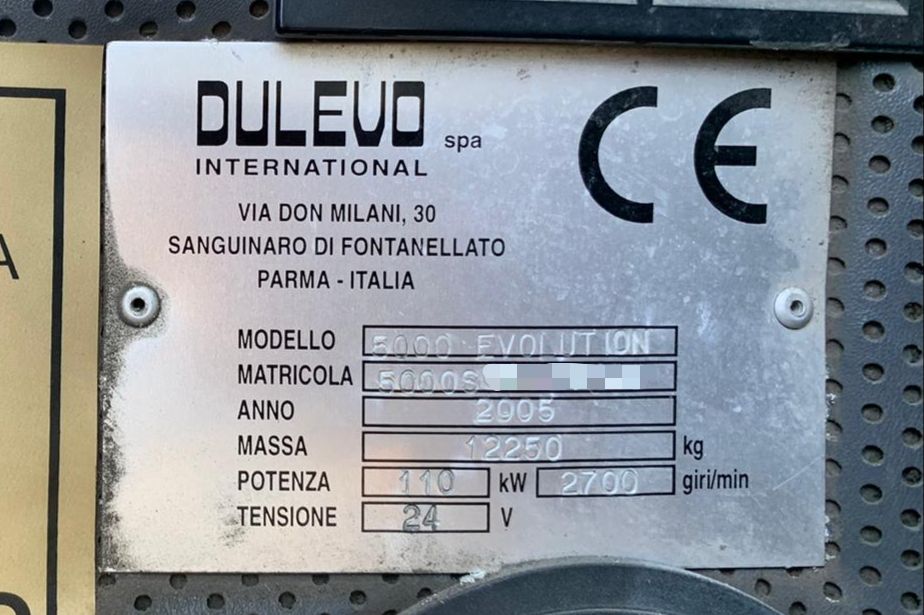 DULEVO spa
INTERNATIONAL
CE
VIA DON MILANI, 30
SANGUINARO DI FONTANELLATO
PARMA - ITALIA
MODELLO 5000 EVOLUTION
MATRICOLA
ANNO 2005
MASSA 12250 kg
POTENZA 110 kW 2700 giri/min
TENSIONE 24 V
A